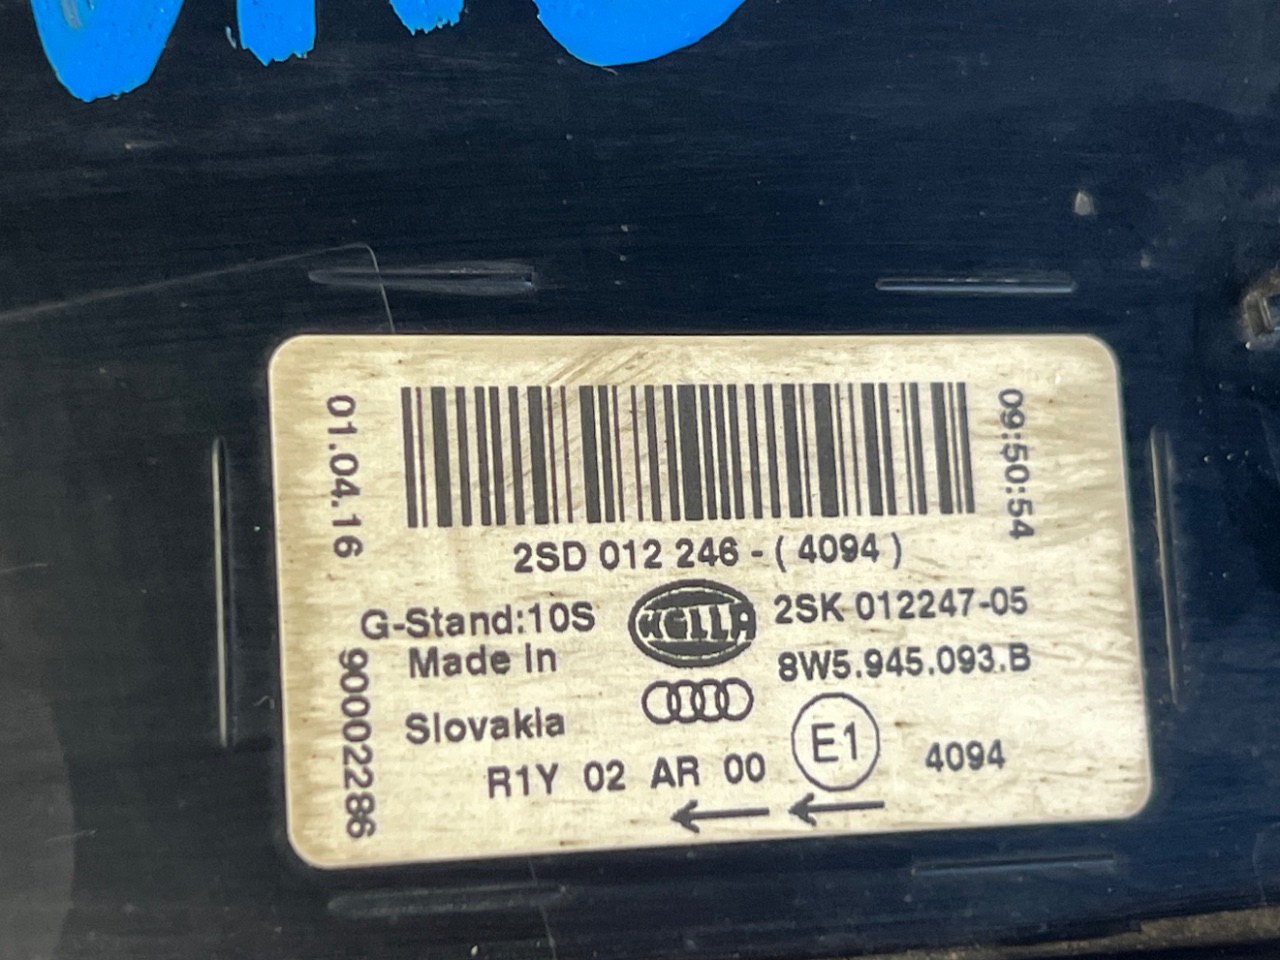 01.04.16
09:50:54
2SD 012 246 - ( 4094 )
G-Stand:10S
HELLA
2SK 012247-05
Made in
8W5.945.093.B
Slovakia
E1
4094
R1Y 02 AR 00
90002286